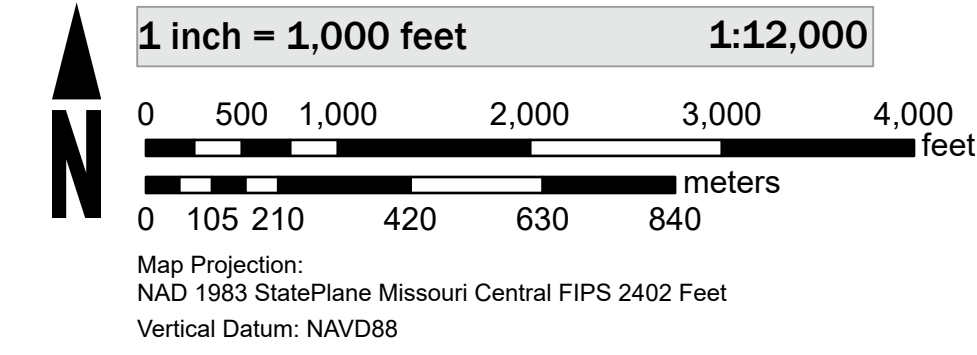 1 inch = 1,000 feet 1:12,000
0 500 1,000 2,000 3,000 4,000
feet
meters
0 105 210 420 630 840
N
Map Projection:
NAD 1983 StatePlane Missouri Central FIPS 2402 Feet
Vertical Datum: NAVD88